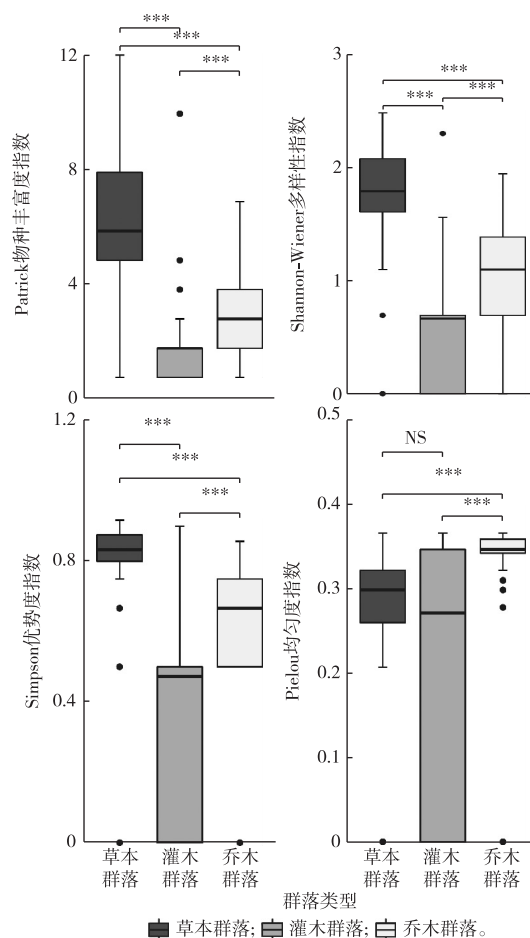 ***
***
***
12
8
4
0
Patrick物种丰富度指数
***
***
***
3
2
1
0
Shannon-Wiener多样性指数
***
***
***
1.2
0.8
0.4
0
Simpson优势度指数
NS
***
***
0.5
0.4
0.3
0.2
0.1
0
Pielou均匀度指数
草本
群落
灌木
群落
乔木
群落
草本
群落
灌木
群落
乔木
群落
群落类型
草本群落; 灌木群落; 乔木群落。